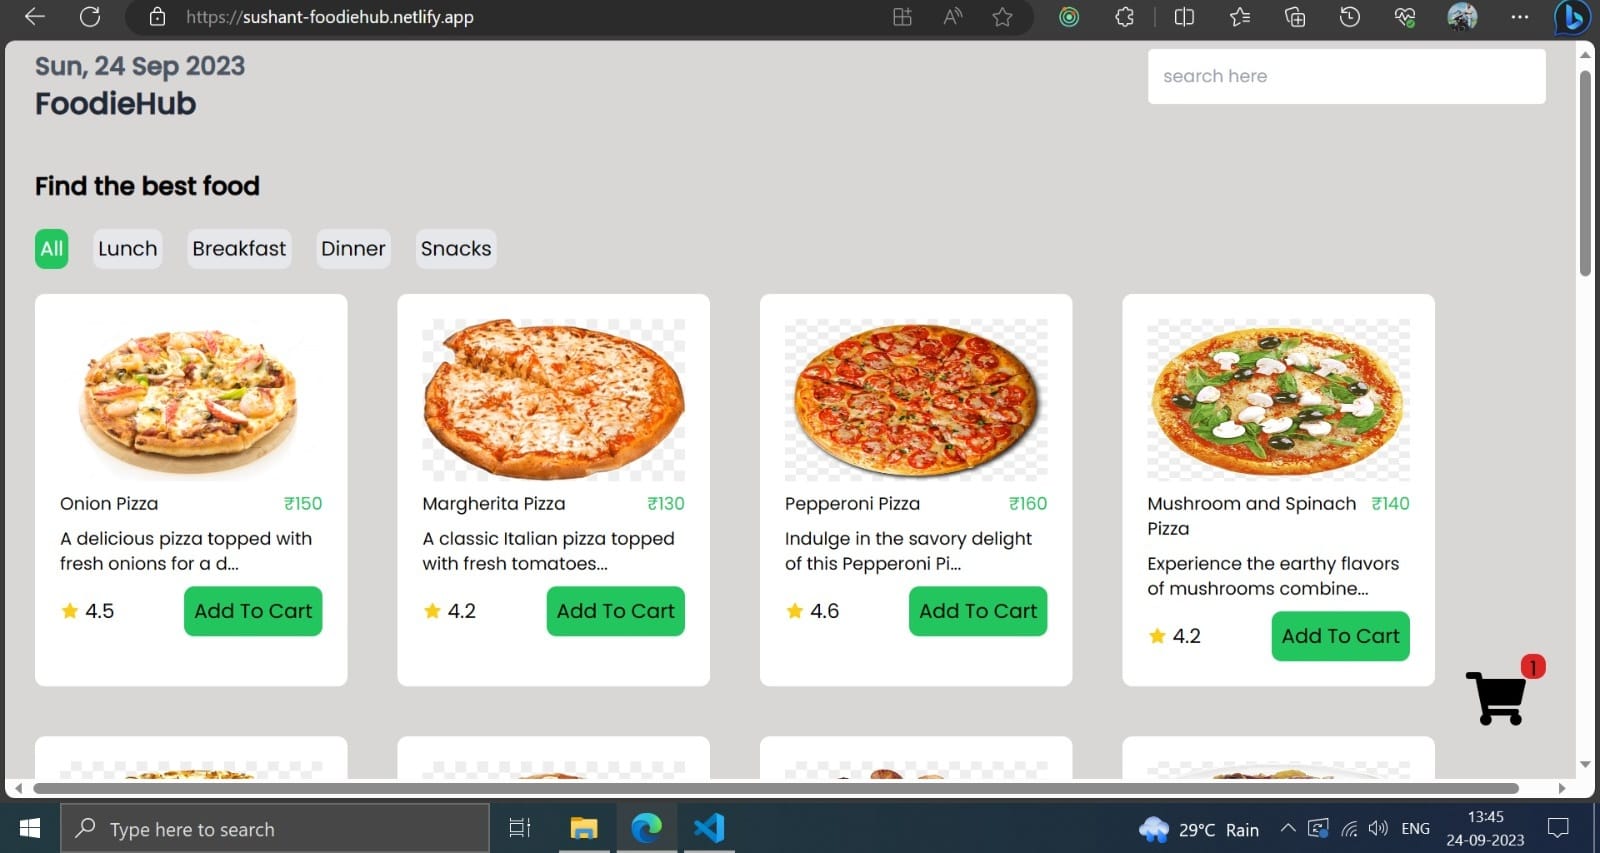 https://sushant-foodiehub.netlify.app
Sun, 24 Sep 2023
FoodieHub
search here
Find the best food
All
Lunch
Breakfast
Dinner
Snacks
Onion Pizza
₹150
A delicious pizza topped with
fresh onions for a d...
4.5
Add To Cart
Margherita Pizza
₹130
A classic Italian pizza topped
with fresh tomatoes...
4.2
Add To Cart
Pepperoni Pizza
₹160
Indulge in the savory delight
of this Pepperoni Pi...
4.6
Add To Cart
Mushroom and Spinach
Pizza
₹140
Experience the earthy flavors
of mushrooms combine...
4.2
Add To Cart
1
Type here to search
29°C Rain
ENG
13:45
24-09-2023